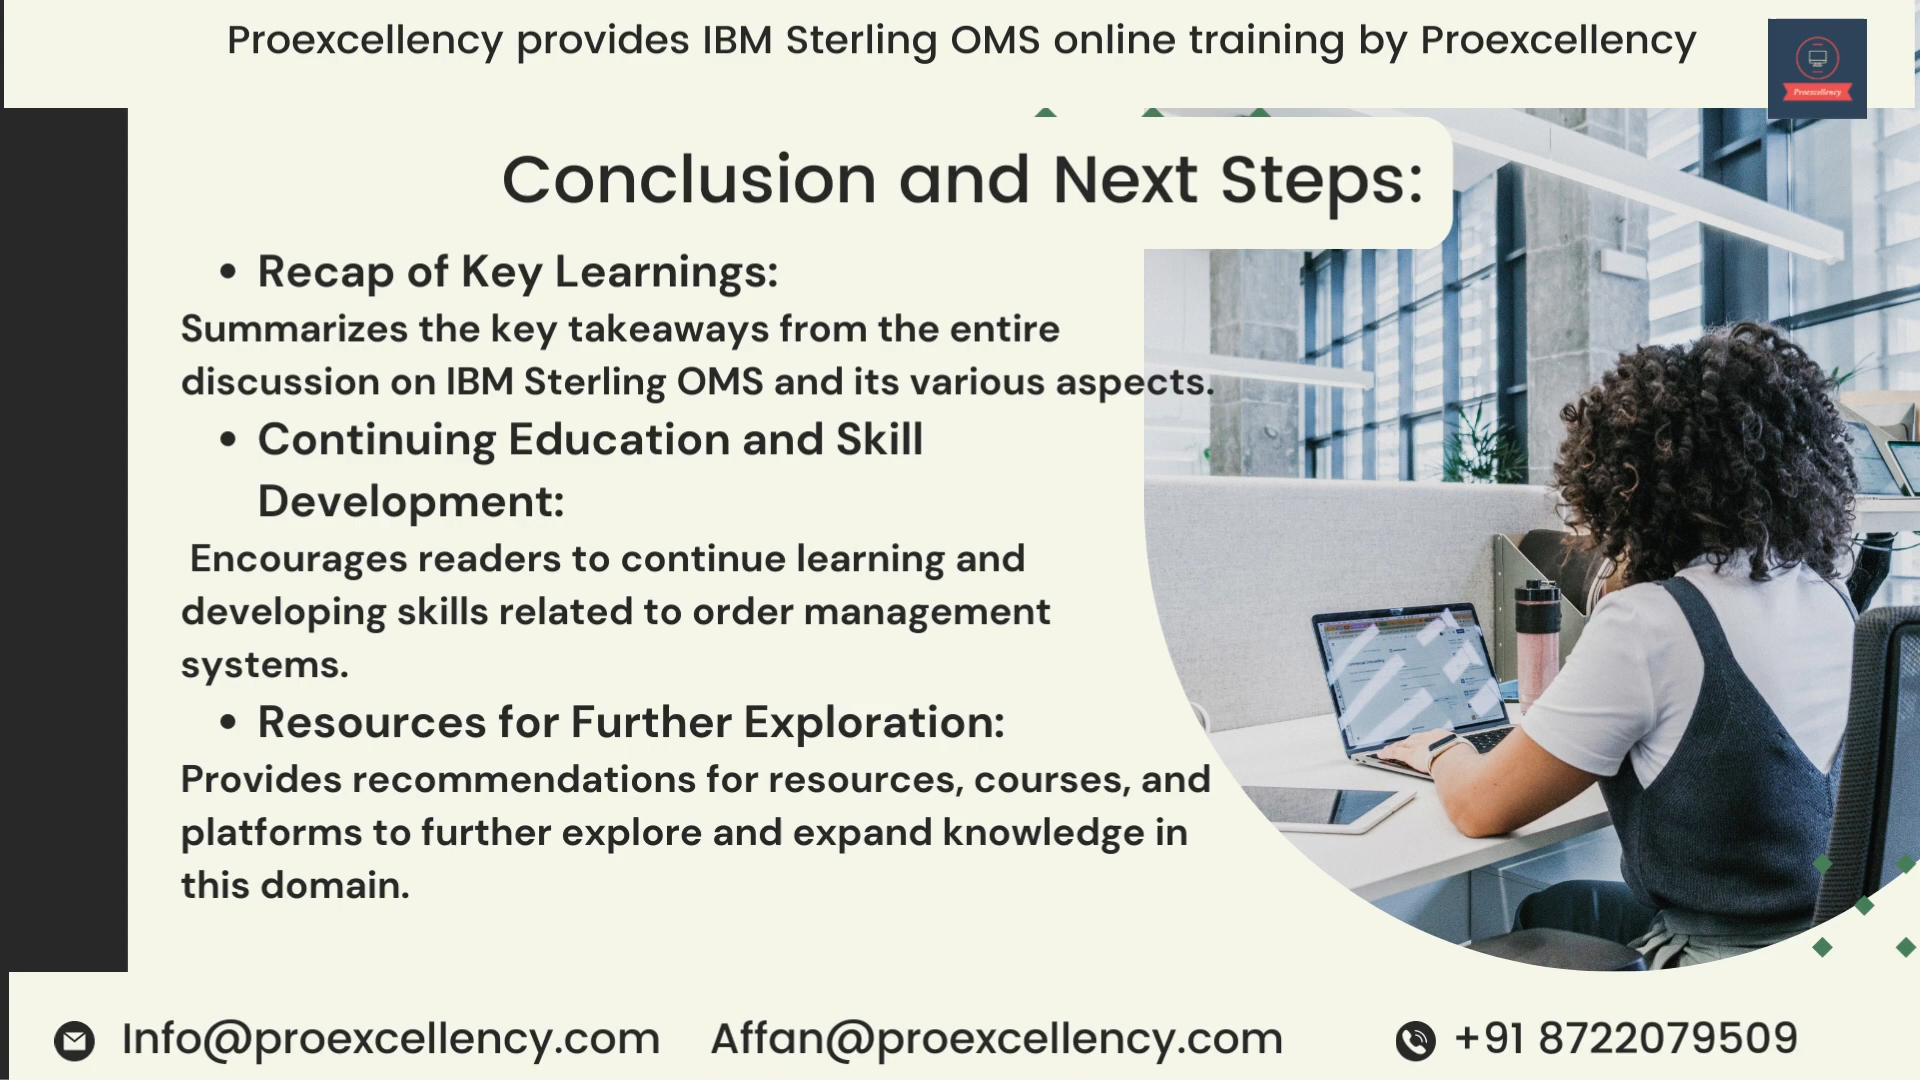 Proexcellency provides IBM Sterling OMS online training by Proexcellency
Proexcellency
Conclusion and Next Steps:
• Recap of Key Learnings:
Summarizes the key takeaways from the entire
discussion on IBM Sterling OMS and its various aspects.
• Continuing Education and Skill
Development:
Encourages readers to continue learning and
developing skills related to order management
systems.
• Resources for Further Exploration:
Provides recommendations for resources, courses, and
platforms to further explore and expand knowledge in
this domain.
Info@proexcellency.com Affan@proexcellency.com +91 8722079509